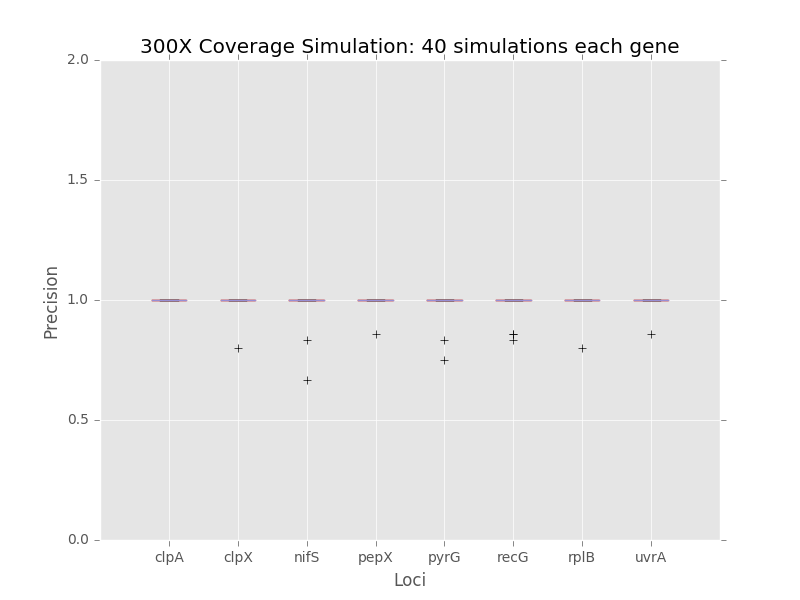 300X Coverage Simulation: 40 simulations each gene
2.0
1.5
1.0
0.5
0.0
Precision
clpA clpX nifS pepX pyrG recG rplB uvrA
Loci